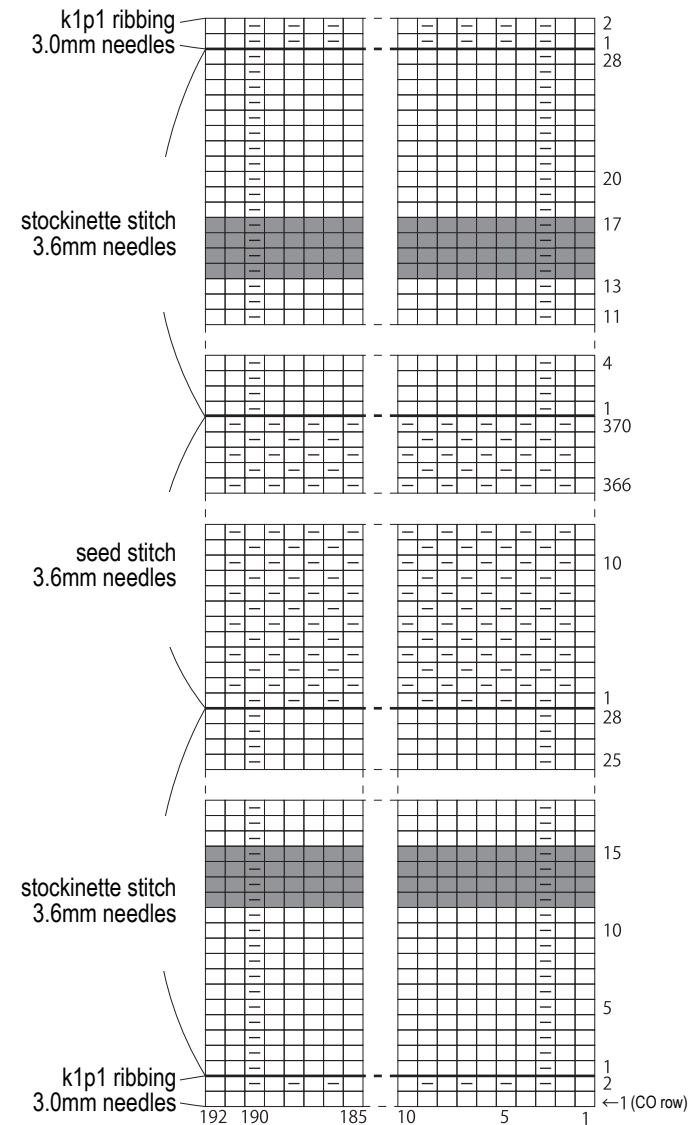 k1p1 ribbing
3.0mm needles
2
1
28
20
stockinette stitch
3.6mm needles
17
13
11
4
1
370
366
seed stitch
3.6mm needles
10
1
28
25
15
stockinette stitch
3.6mm needles
10
5
1
k1p1 ribbing
3.0mm needles
2
←1 (CO row)
192 190 185 10 5 1